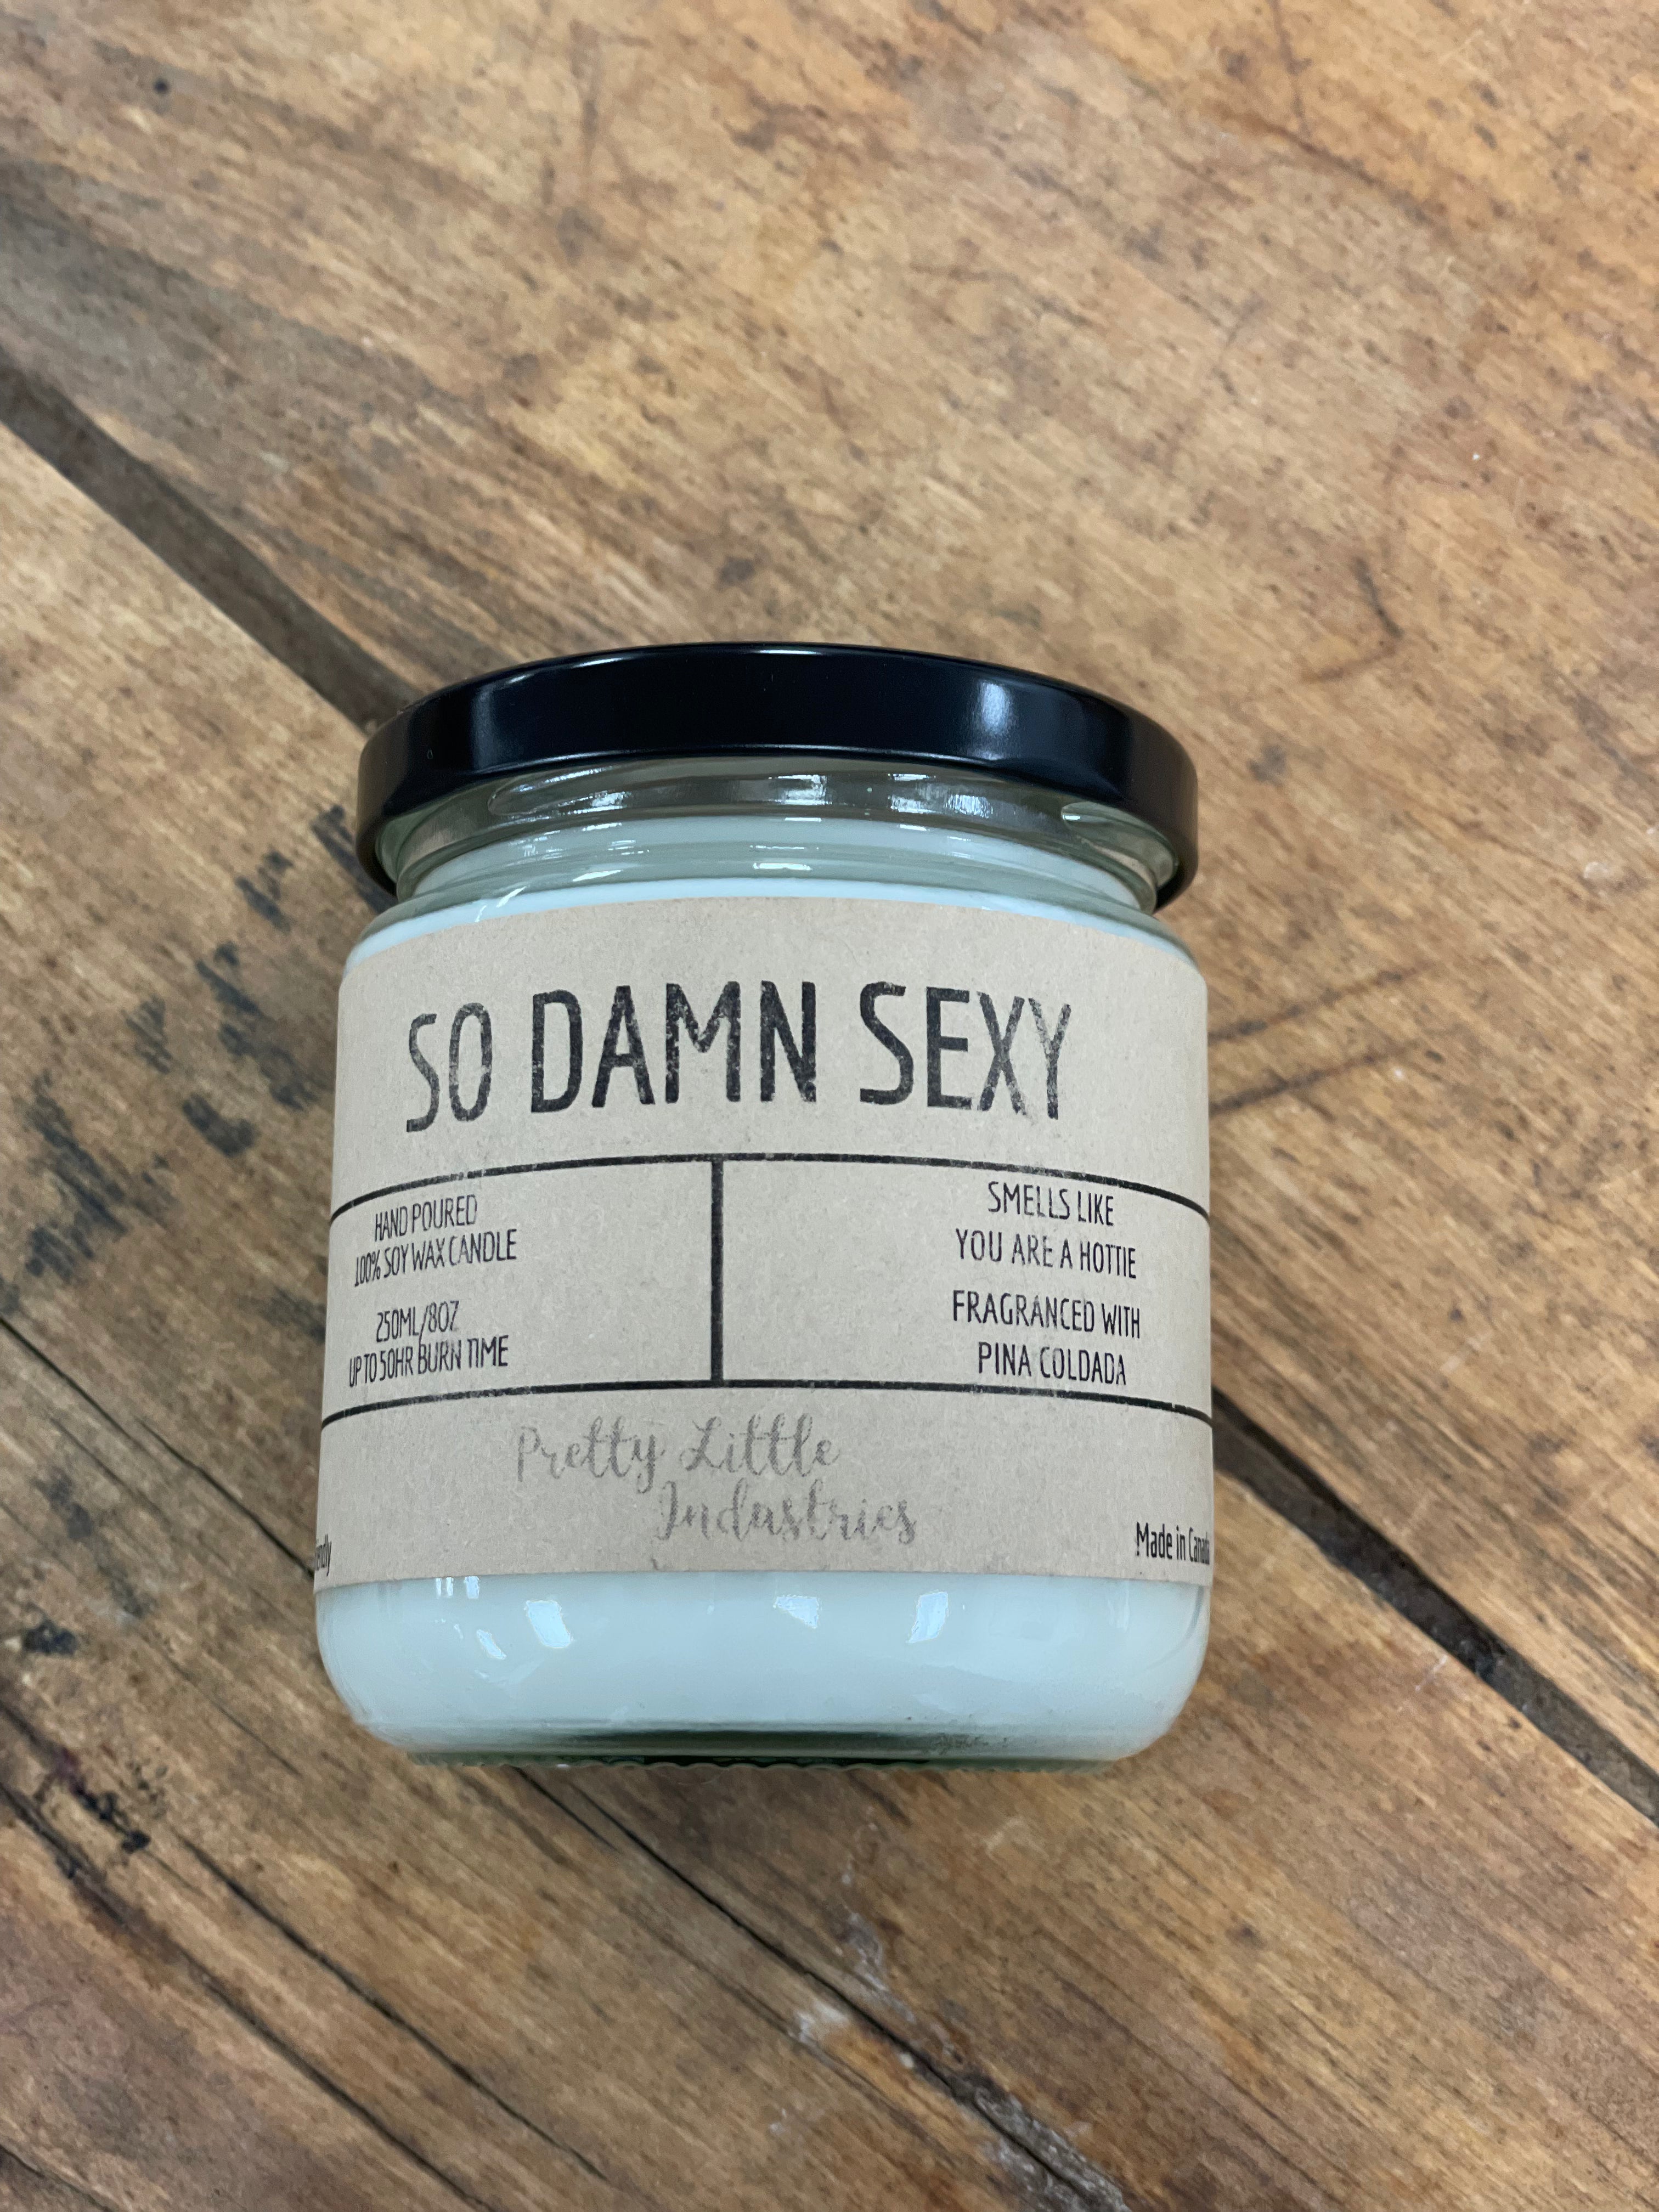 SO DAMN SEXY
HAND POURED
100% SOY WAX CANDLE
250ML/8OZ
UP TO 50HR BURN TIME
SMELLS LIKE
YOU ARE A HOTTIE
FRAGRANCED WITH
PINA COLDADA
Pretty Little
Industries
Made in Canada